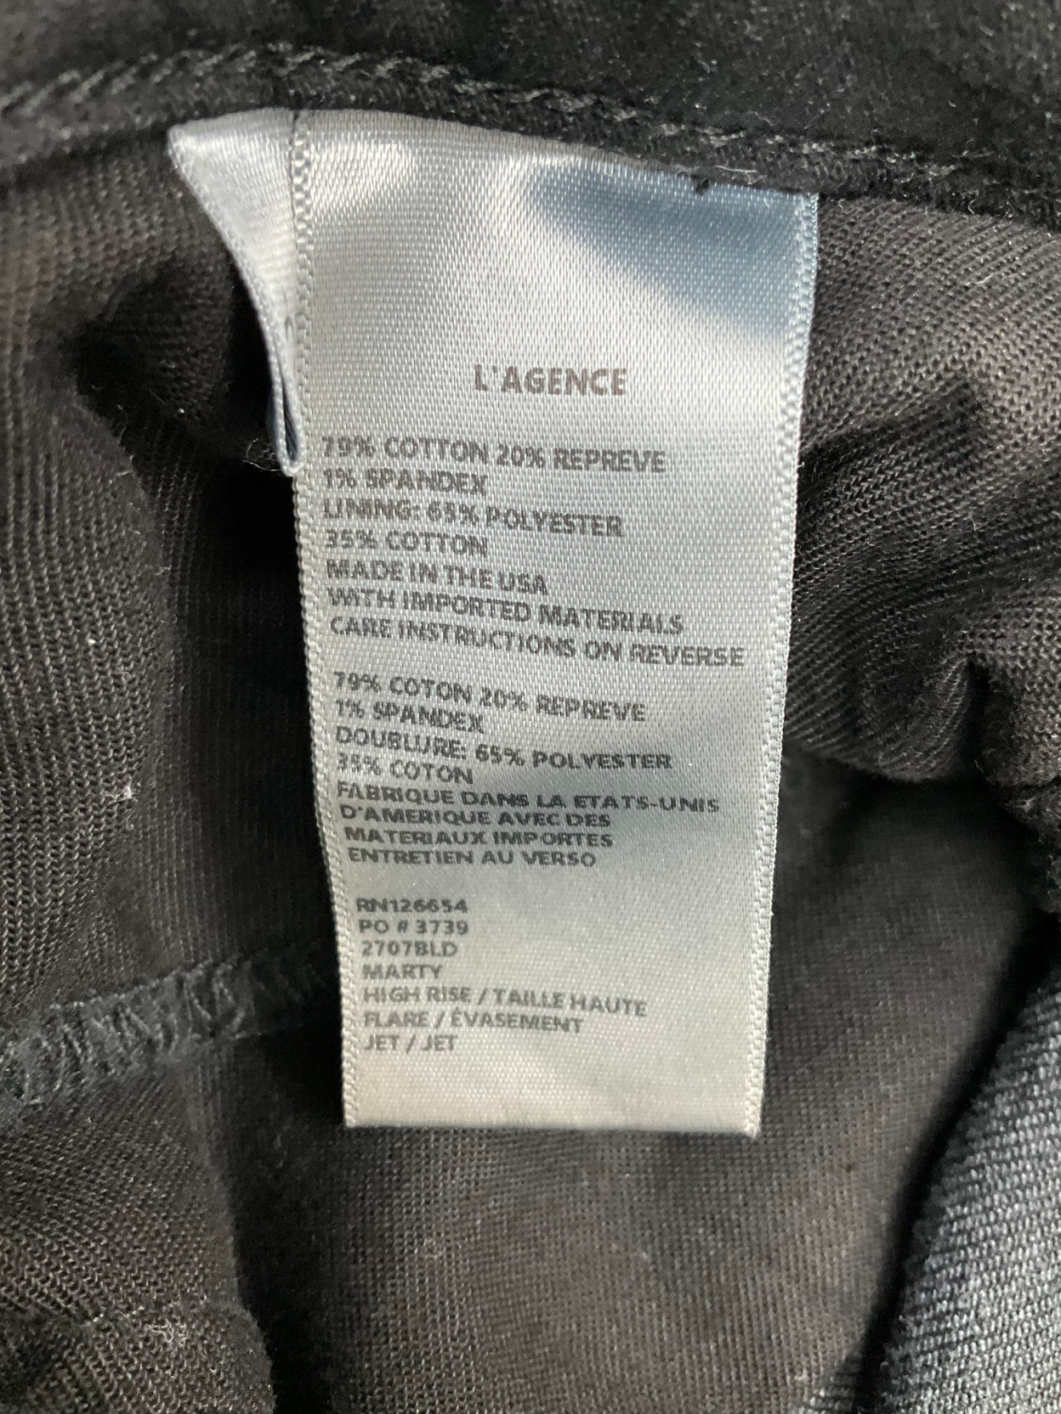 L'AGENCE
79% COTTON 20% REPREVE
1% SPANDEX
LINING: 65% POLYESTER
35% COTTON
MADE IN THE USA
WITH IMPORTED MATERIALS
CARE INSTRUCTIONS ON REVERSE
79% COTON 20% REPREVE
1% SPANDEX
DOUBLURE: 65% POLYESTER
35% COTON
FABRIQUE DANS LA ETATS-UNIS
D'AMERIQUE AVEC DES
MATERIAUX IMPORTES
ENTRETIEN AU VERSO
RN126654
PO # 3739
2707BLD
MARTY
HIGH RISE / TAILLE HAUTE
FLARE / ÉVASEMENT
JET / JET